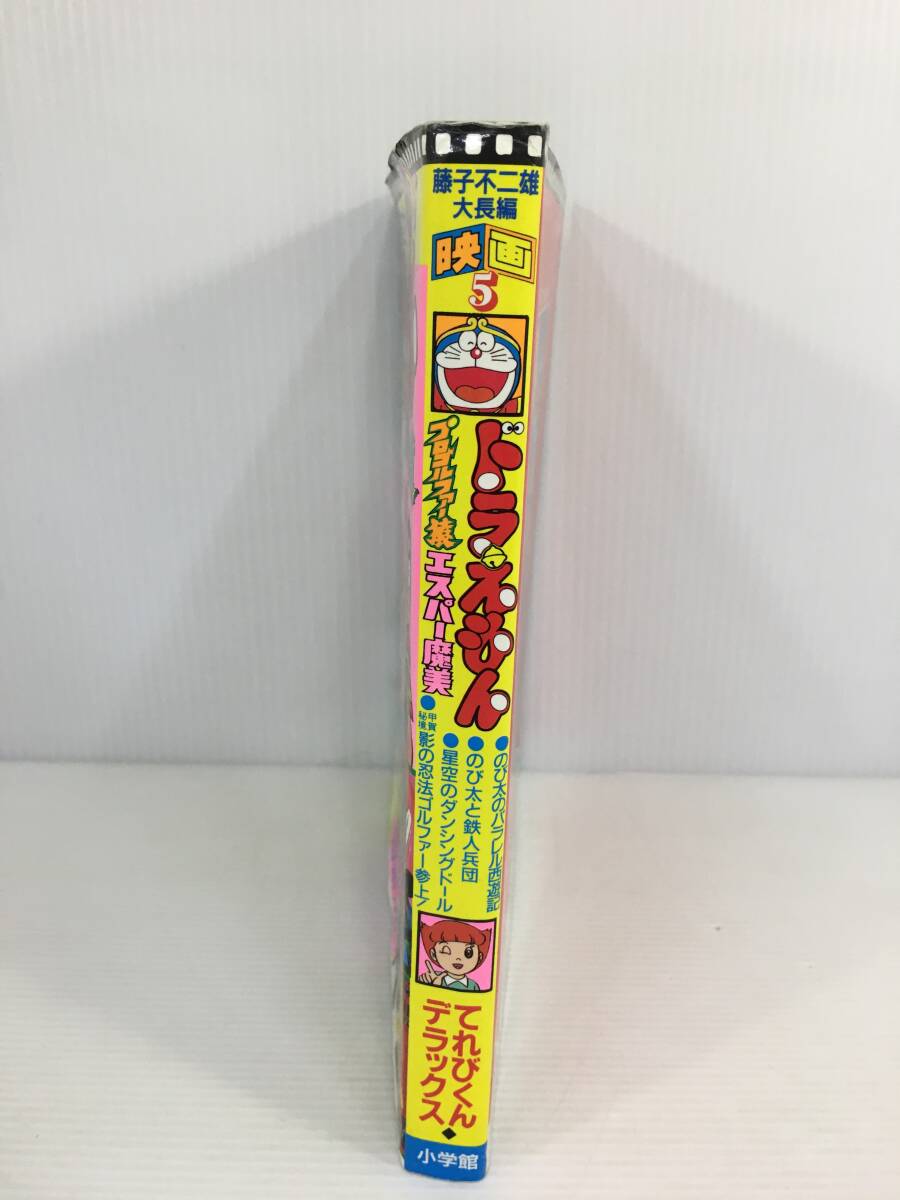 藤子不二雄
大長編
映画
5
ドラえもん
プロゴルファー猿
エスパー魔美
●のび太のパラレル西遊記
●のび太と鉄人兵団
●星空のダンシングドール
●甲賀秘境影の忍法ゴルファー参上!
てれびくん
デラックス◆
小学館